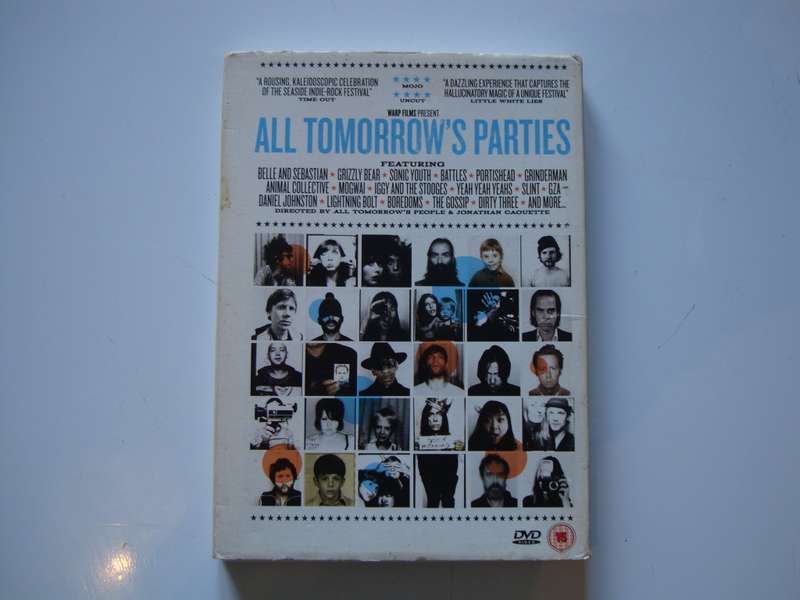 "A ROUSING, KALEIDOSCOPIC CELEBRATION
OF THE SEASIDE INDIE-ROCK FESTIVAL"
TIME OUT
MOJO
UNCUT
"A DAZZLING EXPERIENCE THAT CAPTURES THE
HALLUCINATORY MAGIC OF A UNIQUE FESTIVAL"
LITTLE WHITE LIES
WARP FILMS PRESENT
ALL TOMORROW'S PARTIES
FEATURING
BELLE AND SEBASTIAN ★ GRIZZLY BEAR ★ SONIC YOUTH ★ BATTLES ★ PORTISHEAD ★ GRINDERMAN
ANIMAL COLLECTIVE ★ MOGWAI ★ IGGY AND THE STOOGES ★ YEAH YEAH YEAHS ★ SLINT ★ GZA
DANIEL JOHNSTON ★ LIGHTNING BOLT ★ BOREDOMS ★ THE GOSSIP ★ DIRTY THREE ★ AND MORE...
DIRECTED BY ALL TOMORROW'S PEOPLE & JONATHAN CAOUETTE
DVD
VIDEO
15